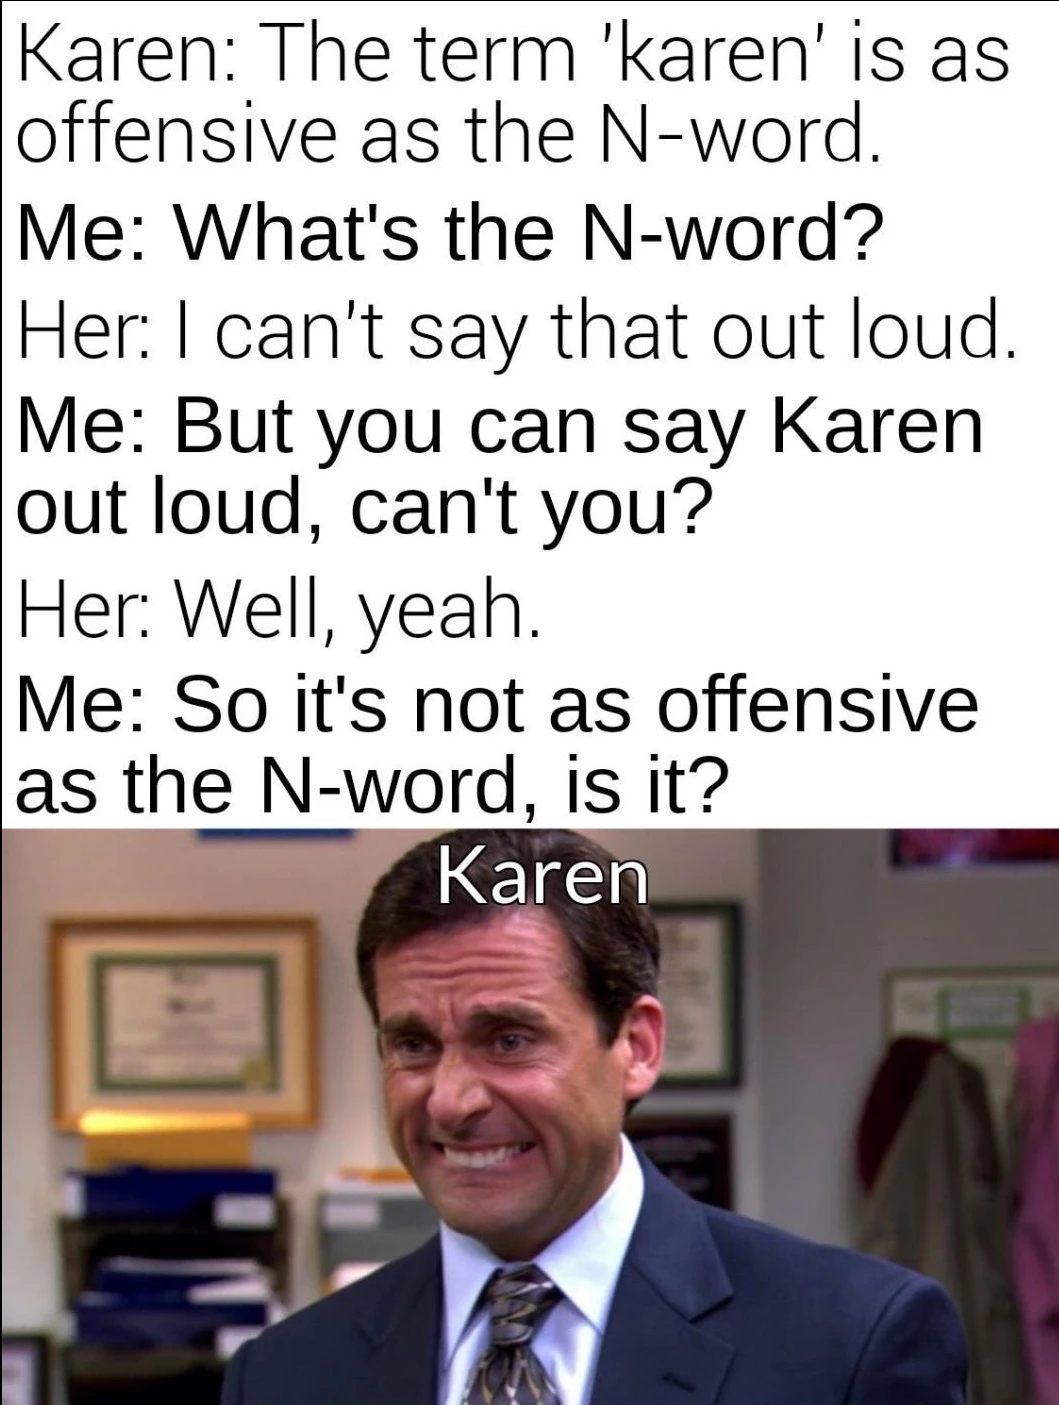 Karen: The term 'karen' is as
offensive as the N-word.
Me: What's the N-word?
Her: I can't say that out loud.
Me: But you can say Karen
out loud, can't you?
Her: Well, yeah.
Me: So it's not as offensive
as the N-word, is it?
Karen